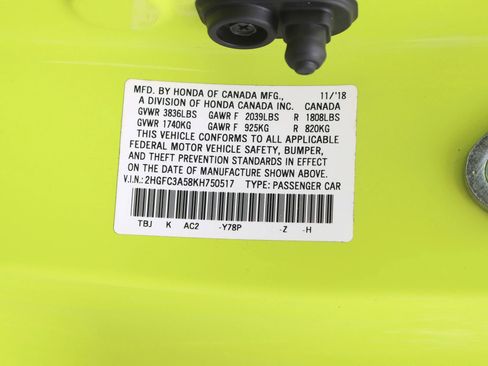 MFD. BY HONDA OF CANADA MFG., 11/'18
A DIVISION OF HONDA CANADA INC. CANADA
GVWR 3836LBS GAWR F 2039LBS R 1808LBS
GVWR 1740KG GAWR F 925KG R 820KG
THIS VEHICLE CONFORMS TO ALL APPLICABLE
FEDERAL MOTOR VEHICLE SAFETY, BUMPER,
AND THEFT PREVENTION STANDARDS IN EFFECT
ON THE DATE OF MANUFACTURE SHOWN ABOVE.
V.I.N.: 2HGFC3A58KH750517 TYPE: PASSENGER CAR
TBJ K AC2 -Y78P -Z -H